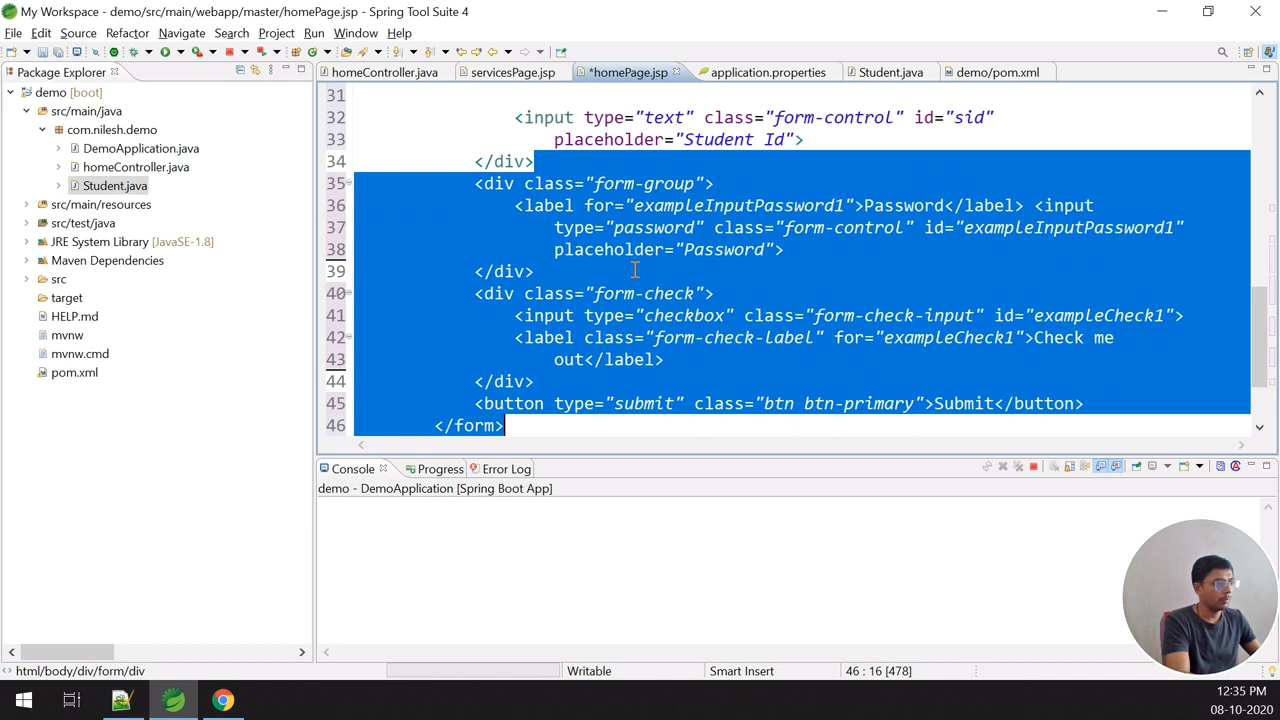 My Workspace - demo/src/main/webapp/master/homePage.jsp - Spring Tool Suite 4
File Edit Source Refactor Navigate Search Project Run Window Help
Package Explorer
demo [boot]
src/main/java
com.nilesh.demo
DemoApplication.java
homeController.java
Student.java
src/main/resources
src/test/java
JRE System Library [JavaSE-1.8]
Maven Dependencies
src
target
HELP.md
mvnw
mvnw.cmd
pom.xml
homeController.java servicesPage.jsp *homePage.jsp application.properties Student.java demo/pom.xml
31
32 <input type="text" class="form-control" id="sid"
33 placeholder="Student Id">
34 </div>
35 <div class="form-group">
36 <label for="exampleInputPassword1">Password</label> <input
37 type="password" class="form-control" id="exampleInputPassword1"
38 placeholder="Password">
39 </div>
40 <div class="form-check">
41 <input type="checkbox" class="form-check-input" id="exampleCheck1">
42 <label class="form-check-label" for="exampleCheck1">Check me
43 out</label>
44 </div>
45 <button type="submit" class="btn btn-primary">Submit</button>
46 </form>
Console Progress Error Log
demo - DemoApplication [Spring Boot App]
html/body/div/form/div Writable Smart Insert 46 : 16 [478]
12:35 PM
08-10-2020